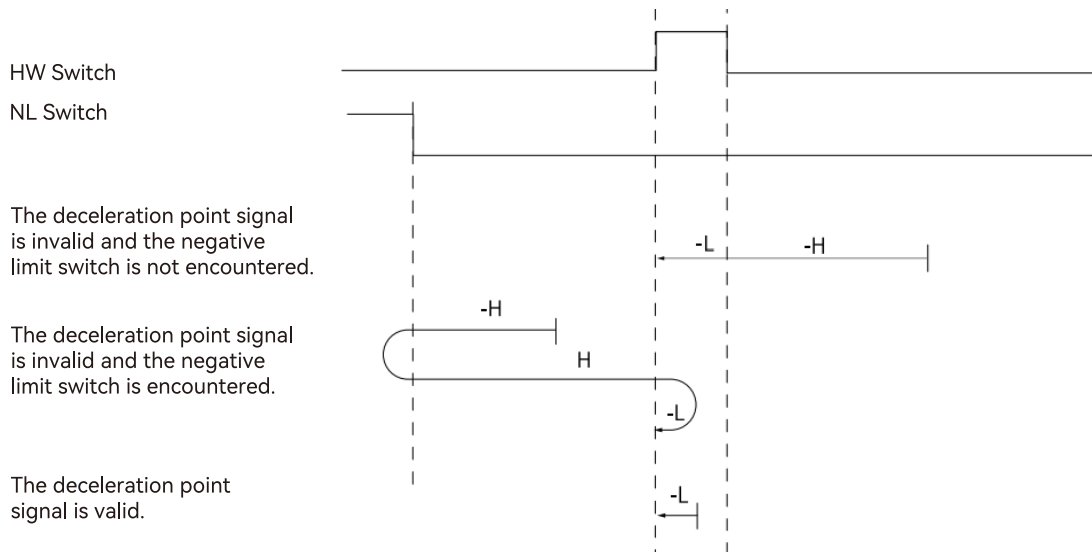 HW Switch
NL Switch
The deceleration point signal
is invalid and the negative
limit switch is not encountered.
-L
-H
The deceleration point signal
is invalid and the negative
limit switch is encountered.
-H
H
-L
The deceleration point
signal is valid.
-L